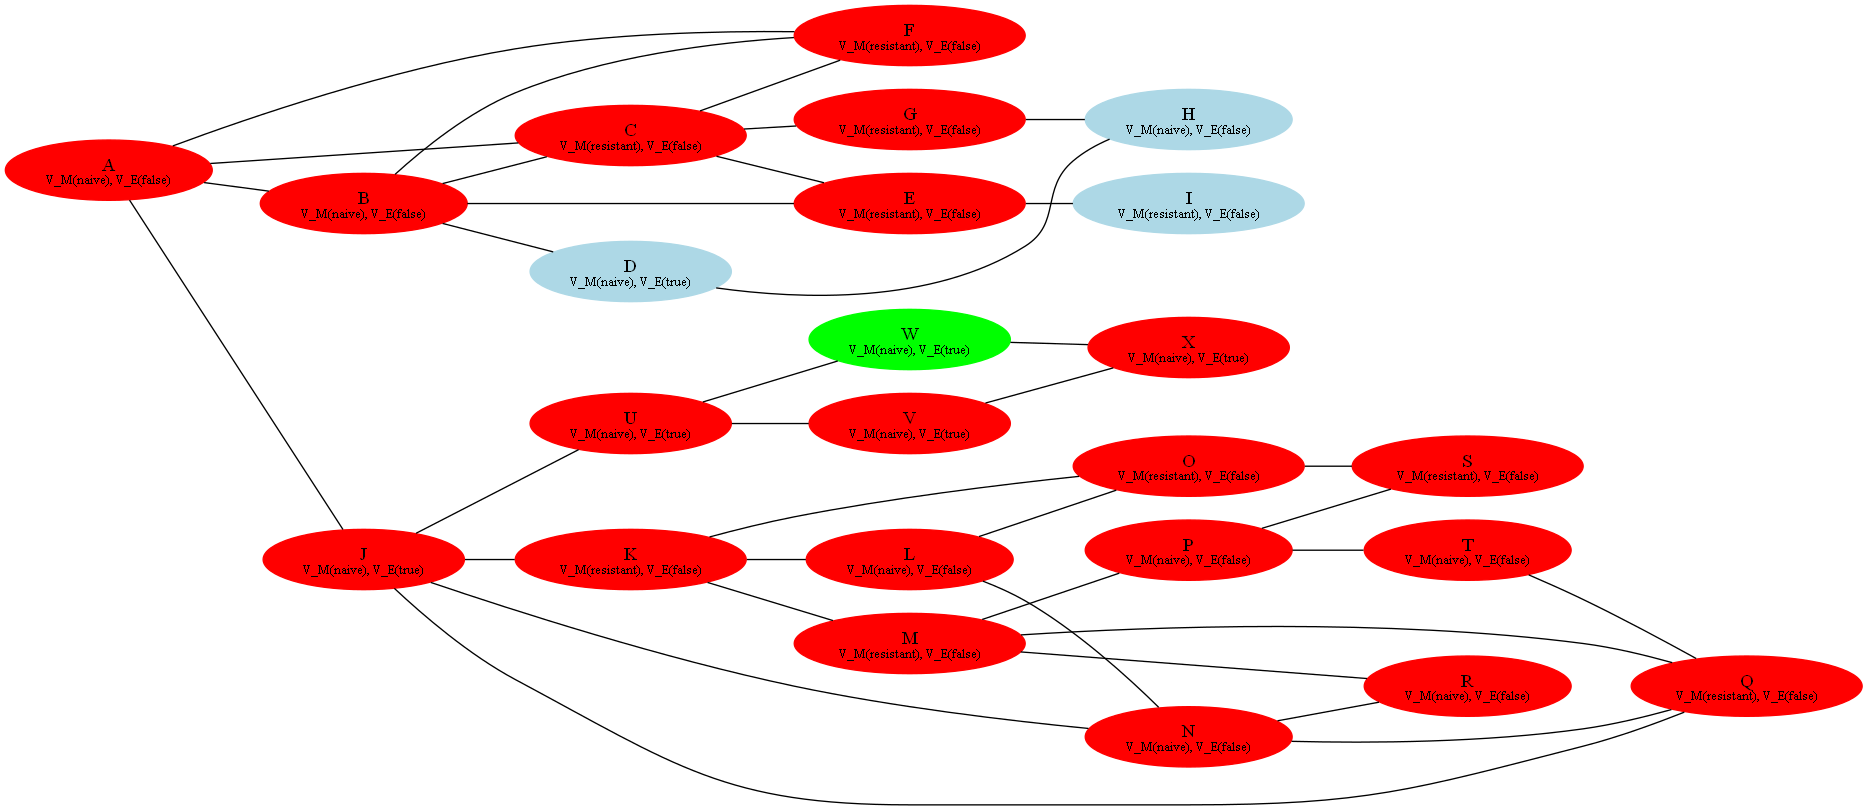 F
V_M(resistant), V_E(false)
G
V_M(resistant), V_E(false)
H
V_M(naive), V_E(false)
C
V_M(resistant), V_E(false)
A
V_M(naive), V_E(false)
B
V_M(naive), V_E(false)
E
V_M(resistant), V_E(false)
I
V_M(resistant), V_E(false)
D
V_M(naive), V_E(true)
W
V_M(naive), V_E(true)
X
V_M(naive), V_E(true)
U
V_M(naive), V_E(true)
V
V_M(naive), V_E(true)
O
V_M(resistant), V_E(false)
S
V_M(resistant), V_E(false)
J
V_M(naive), V_E(true)
K
V_M(resistant), V_E(false)
L
V_M(naive), V_E(false)
P
V_M(naive), V_E(false)
T
V_M(naive), V_E(false)
M
V_M(resistant), V_E(false)
R
V_M(naive), V_E(false)
Q
V_M(resistant), V_E(false)
N
V_M(naive), V_E(false)